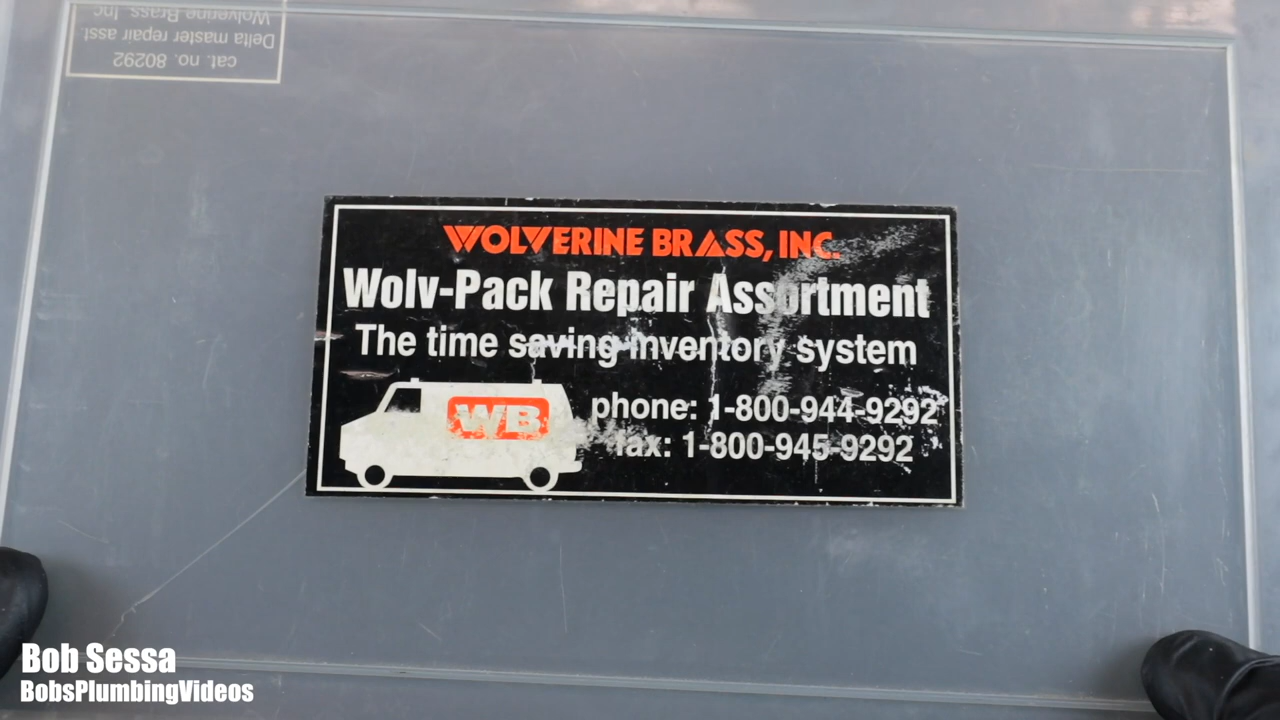 Wolverine Brass, Inc
Delta master repair asst.
cat. no. 80292
WOLVERINE BRASS, INC.
Wolv-Pack Repair Assortment
The time saving inventory system
WB
phone: 1-800-944-9292
fax: 1-800-945-9292
Bob Sessa
BobsPlumbingVideos